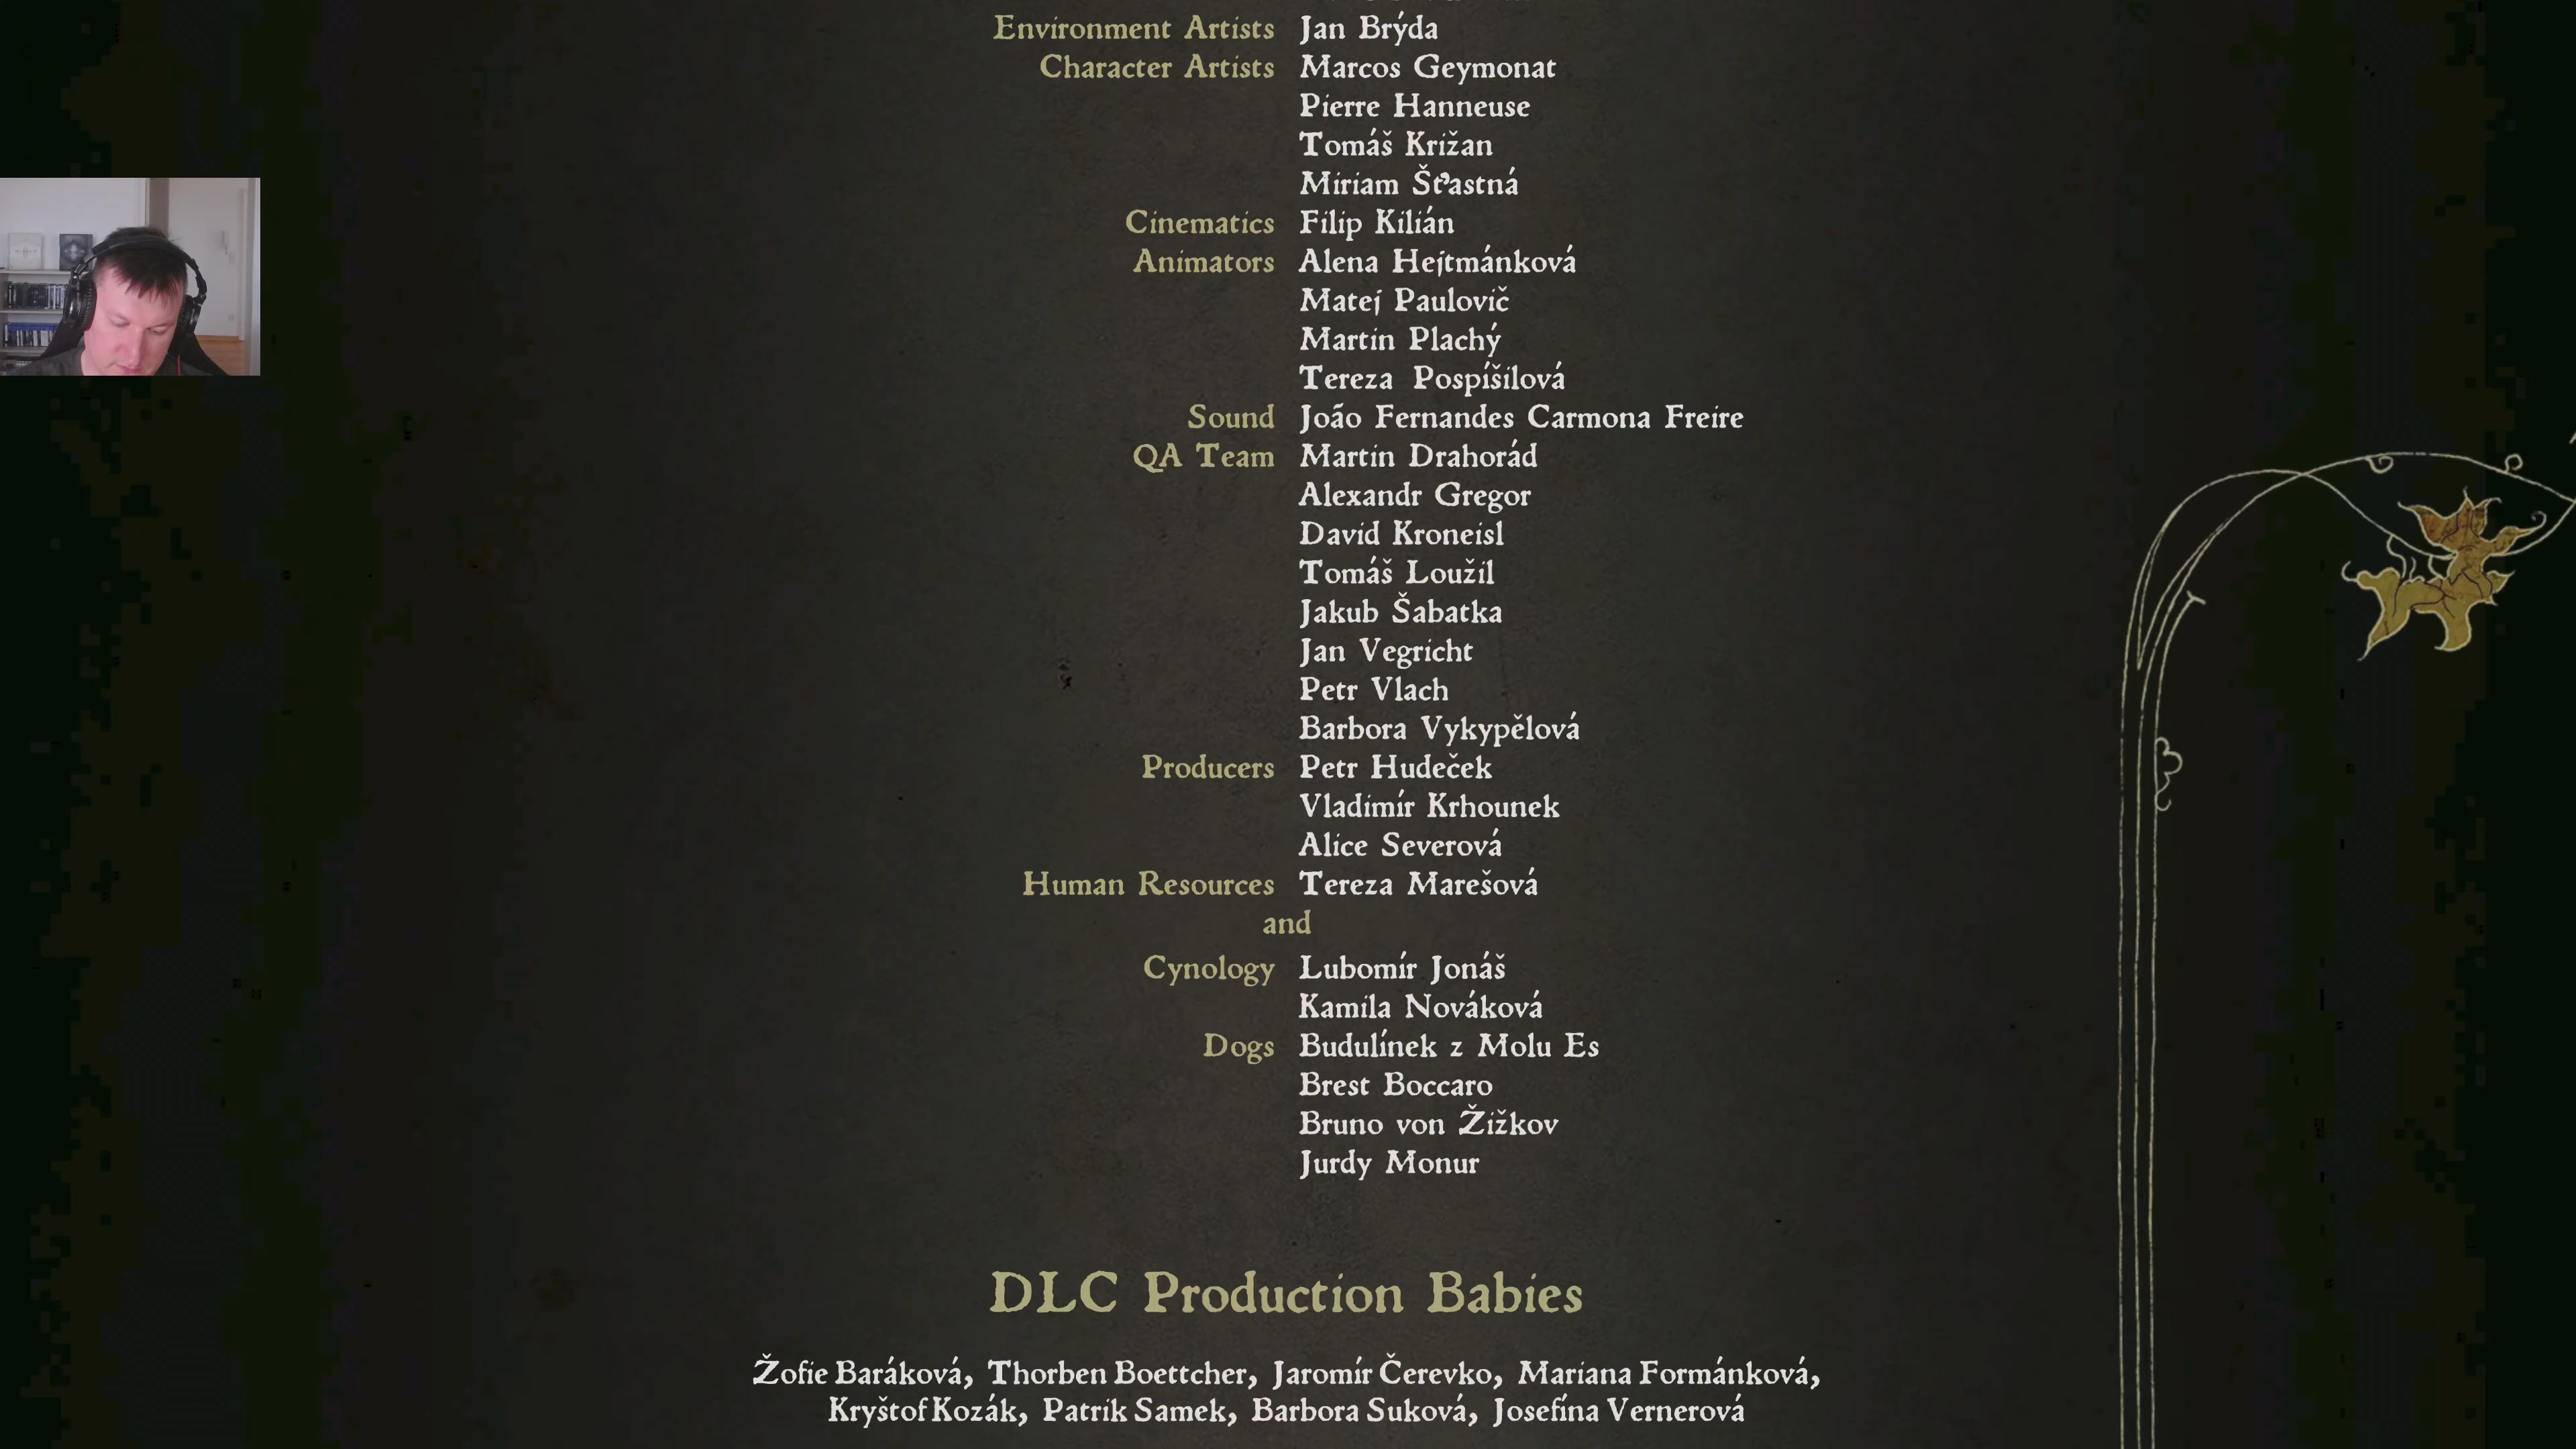 Environment Artists Jan Brýda
Character Artists Marcos Geymonat
Pierre Hanneuse
Tomáš Križan
Miriam Šťastná
Cinematics Filip Kilián
Animators Alena Hejtmánková
Matej Paulovič
Martin Plachý
Tereza Pospíšilová
Sound João Fernandes Carmona Freire
QA Team Martin Drahorád
Alexandr Gregor
David Kroneisl
Tomáš Loužil
Jakub Šabatka
Jan Vegricht
Petr Vlach
Barbora Vykypělová
Producers Petr Hudeček
Vladimír Krhounek
Alice Severová
Human Resources Tereza Marešová
and
Cynology Lubomír Jonáš
Kamila Nováková
Dogs Budulínek z Molu Es
Brest Boccaro
Bruno von Žižkov
Jurdy Monur
DLC Production Babies
Žofie Baráková, Thorben Boettcher, Jaromír Čerevko, Mariana Formánková,
Kryštof Kozák, Patrik Samek, Barbora Suková, Josefína Vernerová